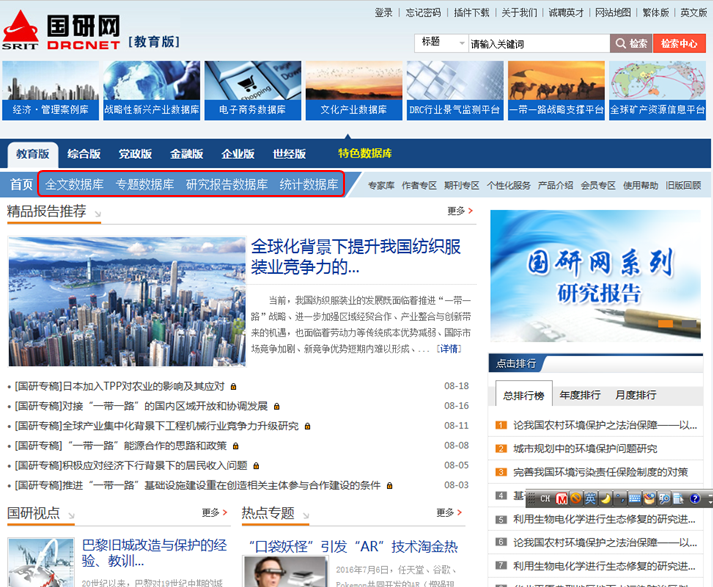 登录 | 忘记密码 | 插件下载 | 关于我们 | 诚聘英才 | 网站地图 | 繁体版 | 英文版
SRIT
国研网
DRCNET
[教育版]
标题
请输入关键词
检索
检索中心
经济·管理案例库
战略性新兴产业数据库
电子商务数据库
文化产业数据库
DRC行业景气监测平台
一带一路战略支撑平台
全球矿产资源信息平台
教育版 综合版 党政版 金融版 企业版 世经版 特色数据库
首页 全文数据库 专题数据库 研究报告数据库 统计数据库
专家库 作者专区 期刊专区 个性化服务 产品介绍 会员专区 使用帮助 旧版回顾
精品报告推荐
更多
全球化背景下提升我国纺织服
装业竞争力的...
当前，我国纺织服装业的发展既面临着推进“一带一
路”战略、进一步加强区域经贸合作、产业整合与创新带
来的机遇，也面临着劳动力等传统成本优势减弱、国际市
场竞争加剧、新竞争优势短期内难以形成、... [详情]
[国研专稿]日本加入TPP对农业的影响及其应对 08-18
[国研专稿]对接“一带一路”的国内区域开放和协调发展 08-16
[国研专稿]全球产业集中化背景下工程机械行业竞争力升级研究 08-11
[国研专稿]“一带一路”能源合作的思路和政策 08-08
[国研专稿]积极应对经济下行背景下的居民收入问题 08-05
[国研专稿]推进“一带一路”基础设施建设重在创造相关主体参与合作建设的条件 08-03
国研视点
更多
巴黎旧城改造与保护的经
验、教训...
20世纪以来，巴黎对19世纪中期的城
热点专题
更多
“口袋妖怪”引发“AR”技术淘金热
2016年7月6日，任天堂、谷歌、
国研网系列
研究报告
点击排行
总排行榜 年度排行 月度排行
1 论我国农村环境保护之法治保障——以...
2 城市规划中的环境保护问题研究
3 完善我国环境污染责任保险制度的对策
4 基
CH
英
5 利用生物电化学进行生态修复的研究进...
6 论我国农村环境保护之法治保障——以...
7 利用生物电化学进行生态修复的研究进...